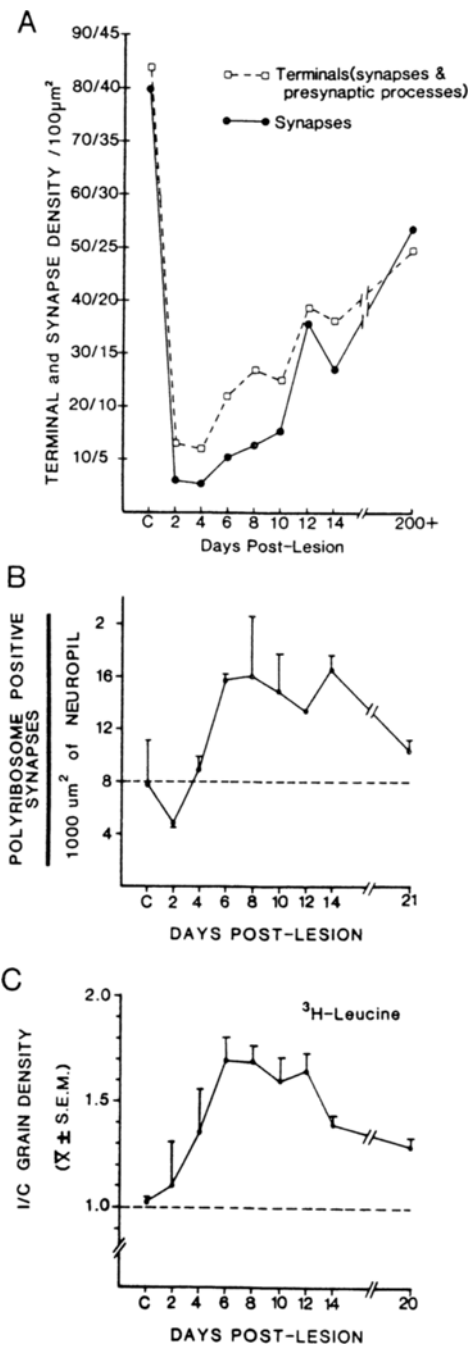 A
TERMINAL and SYNAPSE DENSITY /100µm²
90/45
80/40
70/35
60/30
50/25
40/20
30/15
20/10
10/5
Terminals(synapses &
presynaptic processes)
Synapses
C 2 4 6 8 10 12 14 200+
Days Post-Lesion
B
POLYRIBOSOME POSITIVE
SYNAPSES
1000 um² of NEUROPIL
2
16
12
8
4
C 2 4 6 8 10 12 14 21
DAYS POST-LESION
C
I/C GRAIN DENSITY
(X̄ ± S.E.M.)
2.0
1.5
1.0
³H-Leucine
C 2 4 6 8 10 12 14 20
DAYS POST-LESION